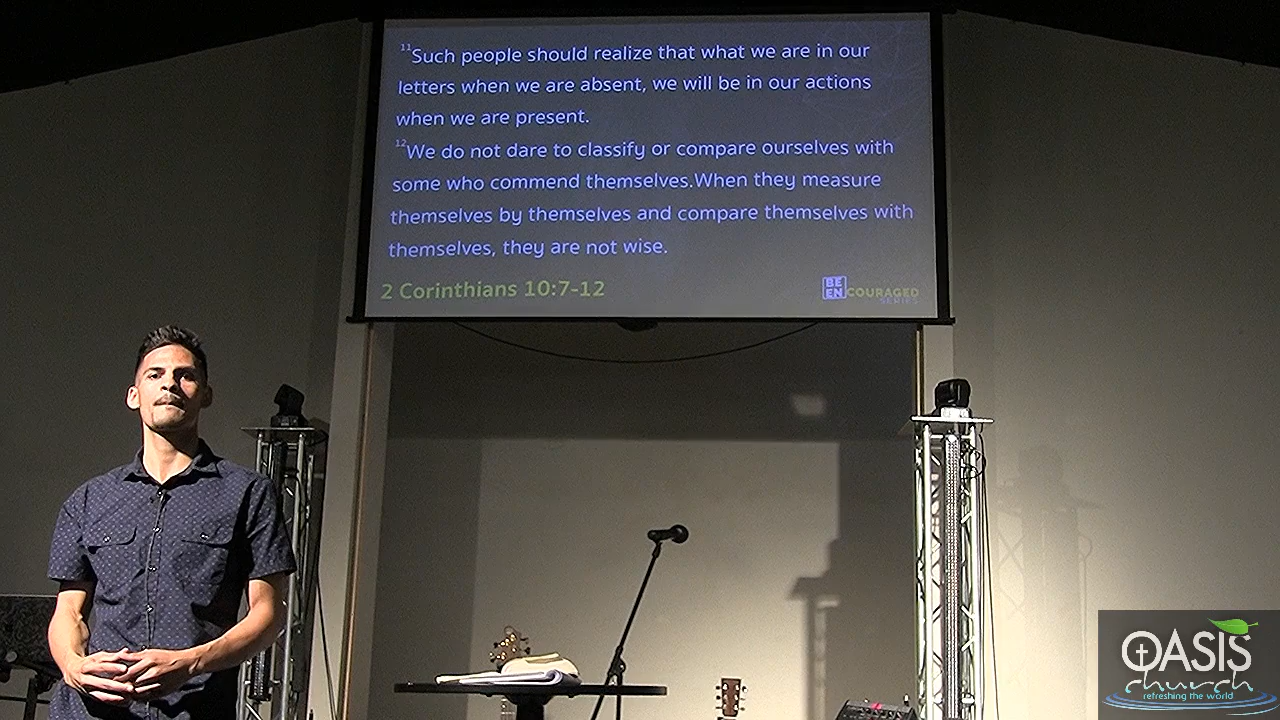 ¹¹Such people should realize that what we are in our
letters when we are absent, we will be in our actions
when we are present.
¹²We do not dare to classify or compare ourselves with
some who commend themselves.When they measure
themselves by themselves and compare themselves with
themselves, they are not wise.
2 Corinthians 10:7-12
BE
EN COURAGED
SERIES
OASIS
church
refreshing the world